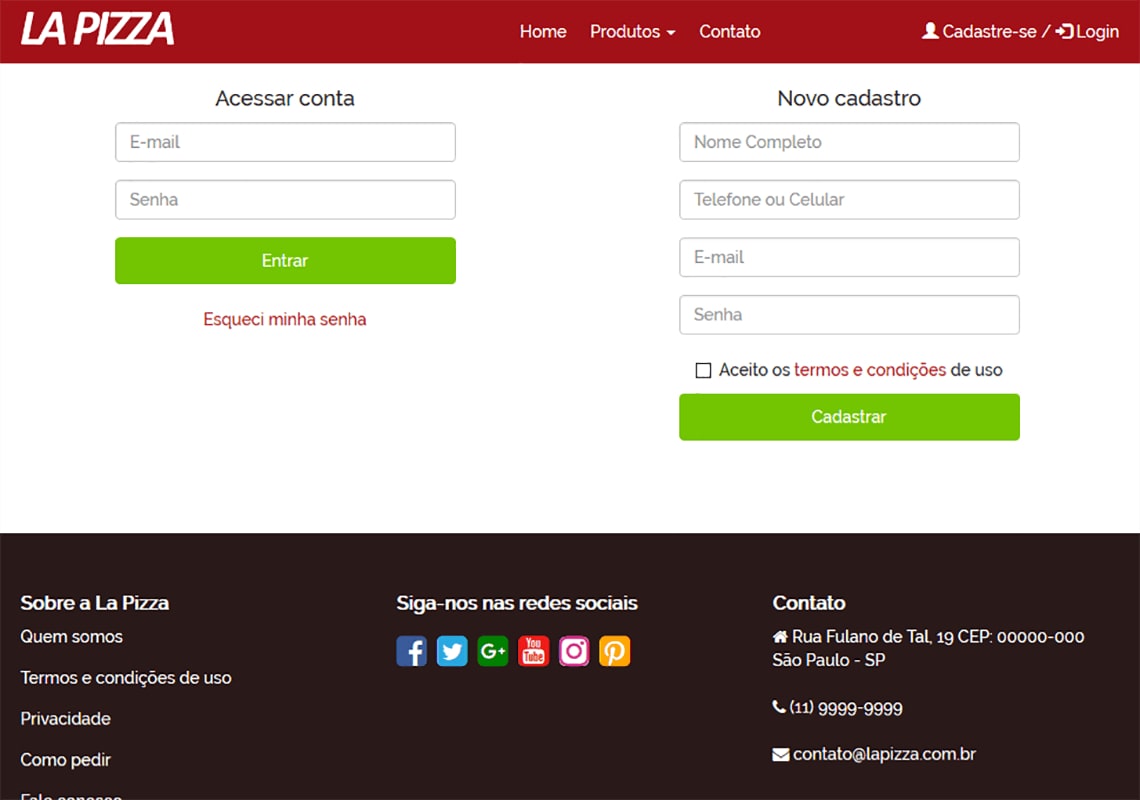 LA PIZZA
Home Produtos Contato Cadastre-se / Login
Acessar conta
E-mail
Senha
Entrar
Esqueci minha senha
Novo cadastro
Nome Completo
Telefone ou Celular
E-mail
Senha
Aceito os termos e condições de uso
Cadastrar
Sobre a La Pizza
Quem somos
Termos e condições de uso
Privacidade
Como pedir
Fale conosco
Siga-nos nas redes sociais
G+
You
Tube
Contato
Rua Fulano de Tal, 19 CEP: 00000-000
São Paulo - SP
(11) 9999-9999
contato@lapizza.com.br